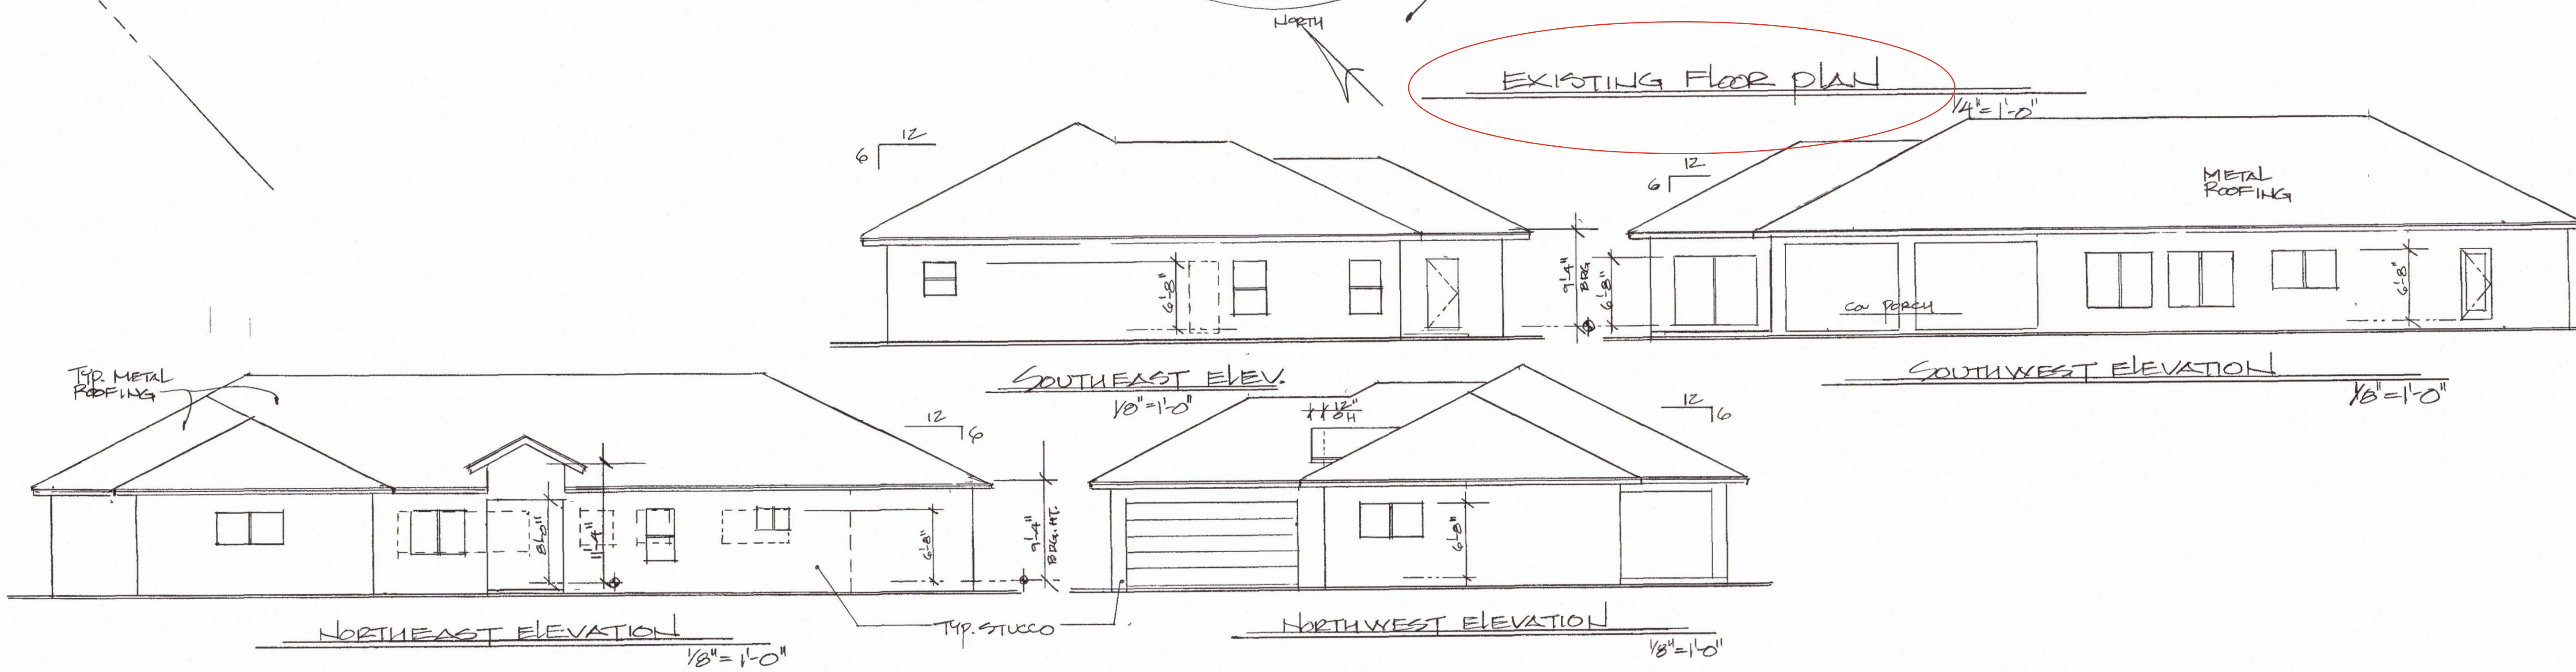 NORTH
EXISTING FLOOR PLAN
1/4"=1'-0"
12
6
6'-8"
9'-4"
BRG
6'-8"
SOUTHEAST ELEV.
1/8"=1'-0"
12
6
METAL
ROOFING
COV PORCH
6'-8"
SOUTHWEST ELEVATION
1/8"=1'-0"
TYP. METAL
ROOFING
12
6
8'-0"
11'-4"
6'-8"
9'-4"
BRG. HT.
NORTHEAST ELEVATION
1/8"=1'-0"
TYP. STUCCO
12"
OH
12
6
6'-8"
NORTHWEST ELEVATION
1/8"=1'-0"